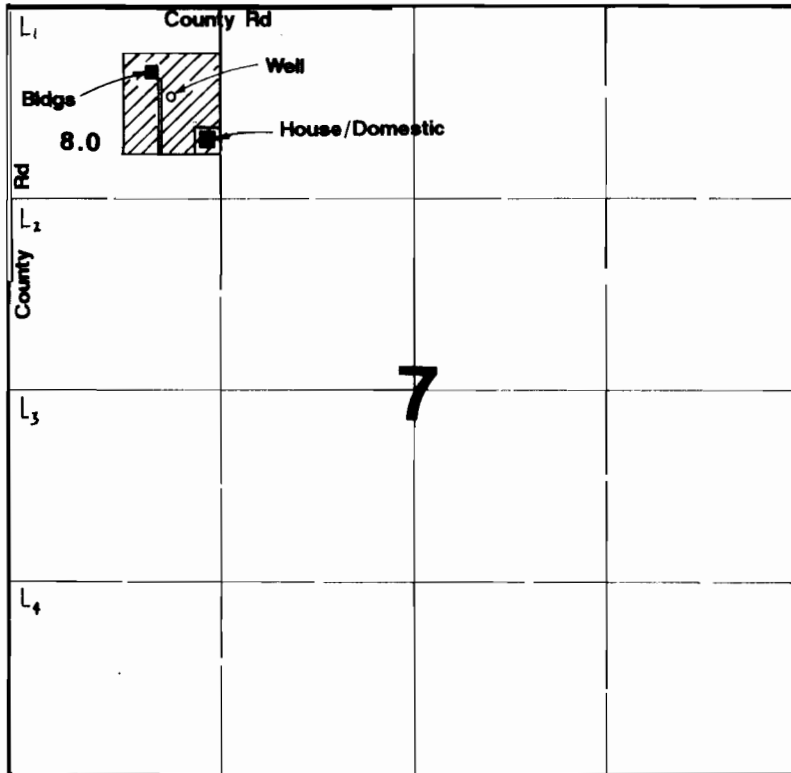 L₁
County Rd
Well
Bldgs
House/Domestic
8.0
County Rd
L₂
7
L₃
L₄